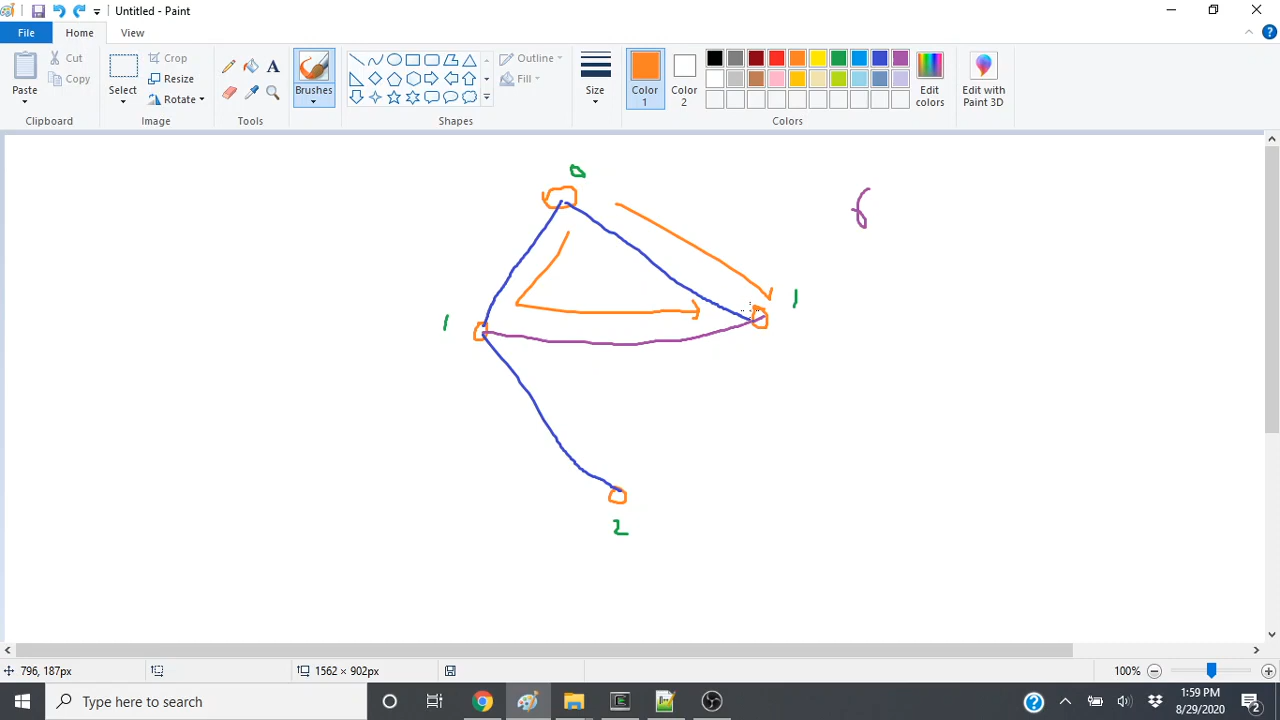 Untitled - Paint
File
Home
View
Paste
Cut
Copy
Clipboard
Select
Crop
Resize
Rotate
Image
Tools
Brushes
Shapes
Outline
Fill
Size
Color 1
Color 2
Edit colors
Colors
Edit with Paint 3D
0
1
1
2
796, 187px
1562 × 902px
100%
Type here to search
1:59 PM
8/29/2020
2